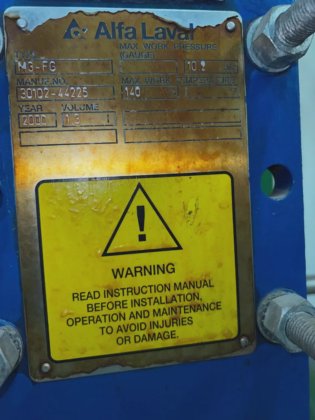 Alfa Laval
MAX WORK PRESSURE
TYPE (GAUGE)
M3-FG
MANUF.NO. MAX WORK TEMPERATURE
30102-44225 140
YEAR VOLUME
2000
WARNING
READ INSTRUCTION MANUAL
BEFORE INSTALLATION,
OPERATION AND MAINTENANCE
TO AVOID INJURIES
OR DAMAGE.